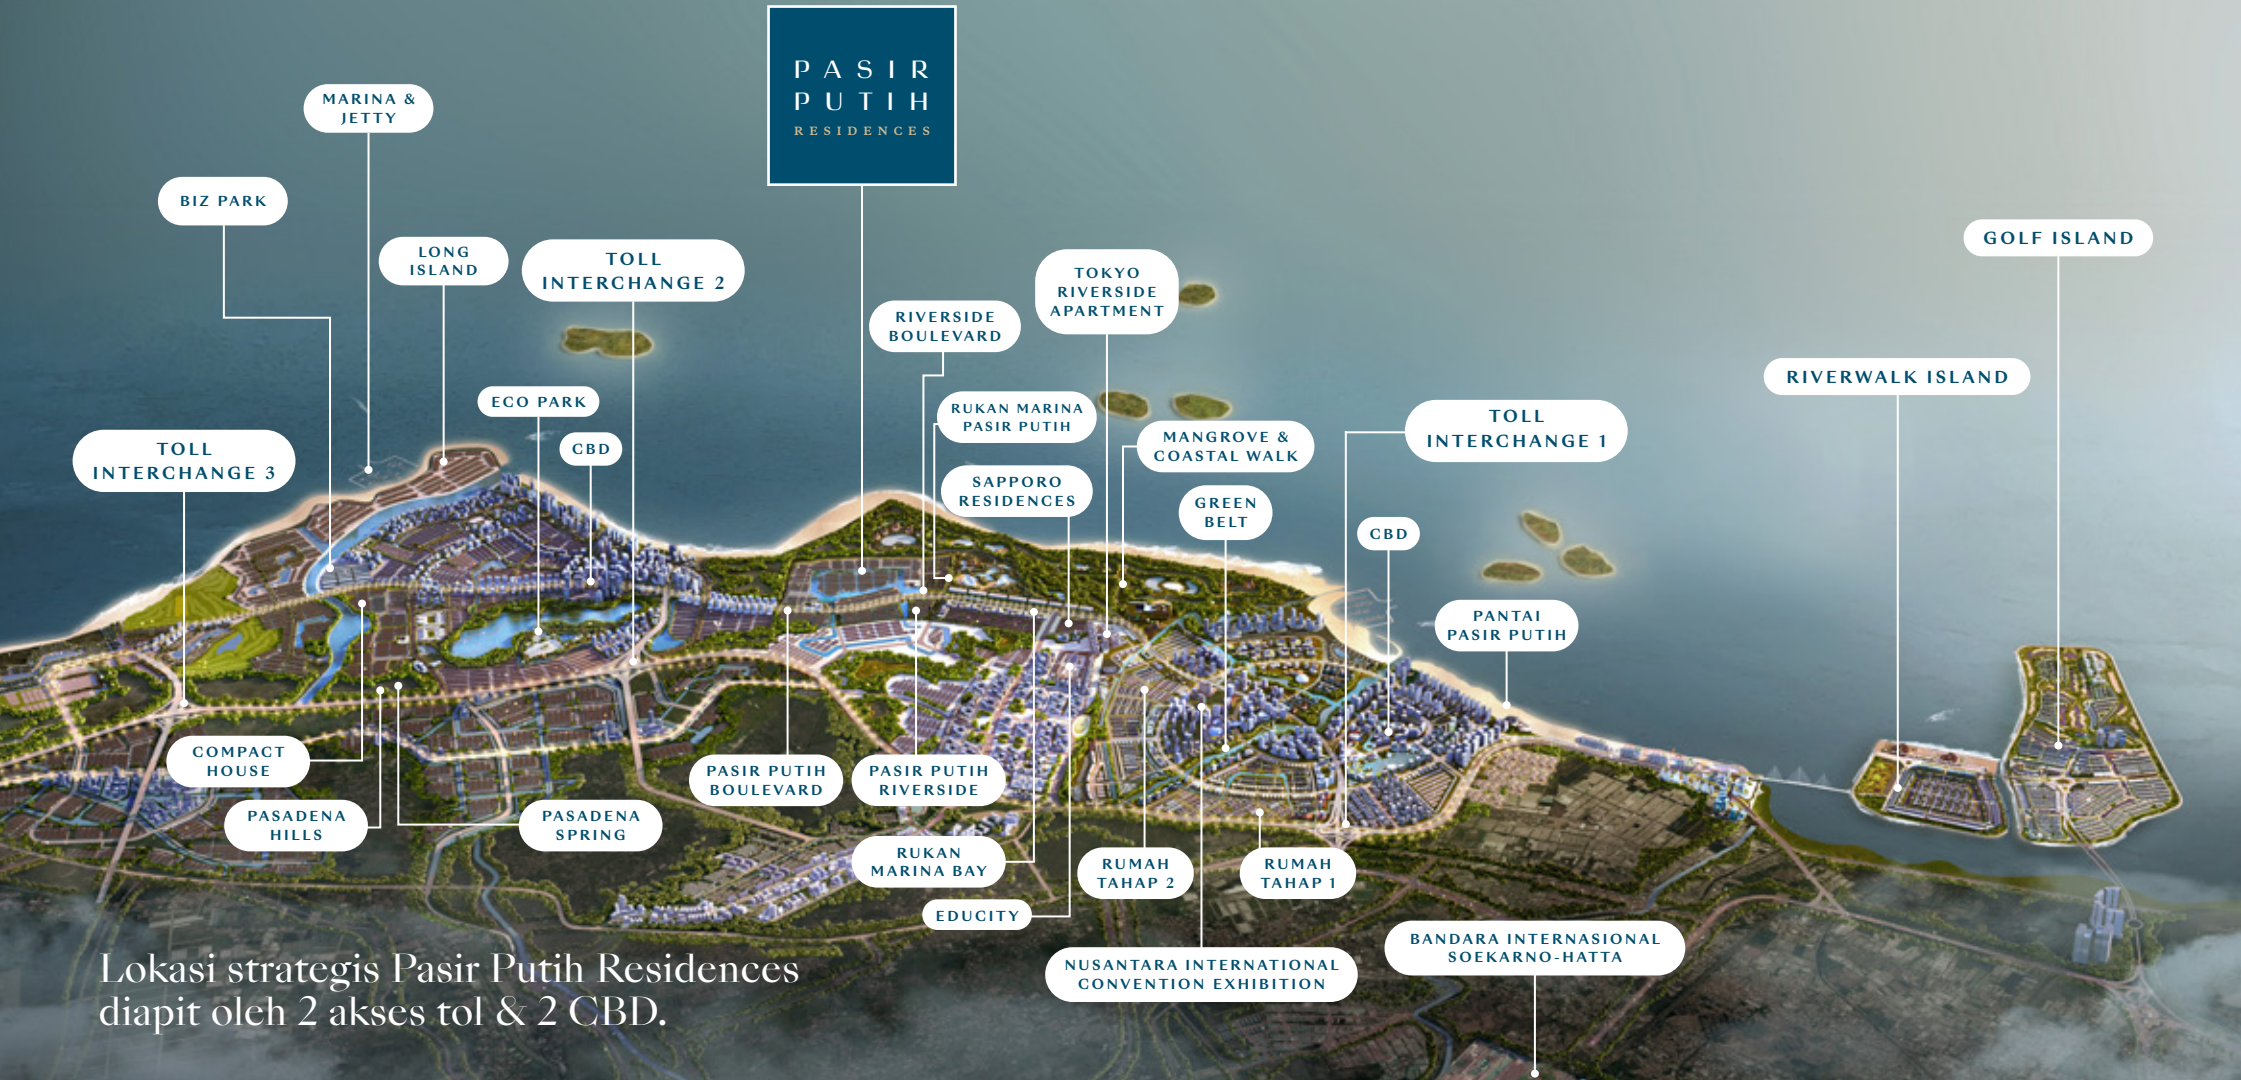 PASIR
PUTIH
RESIDENCES
MARINA &
JETTY
BIZ PARK
LONG
ISLAND
TOLL
INTERCHANGE 2
TOKYO
RIVERSIDE
APARTMENT
GOLF ISLAND
RIVERSIDE
BOULEVARD
RIVERWALK ISLAND
ECO PARK
RUKAN MARINA
PASIR PUTIH
TOLL
INTERCHANGE 1
MANGROVE &
COASTAL WALK
CBD
TOLL
INTERCHANGE 3
SAPPORO
RESIDENCES
GREEN
BELT
CBD
PANTAI
PASIR PUTIH
COMPACT
HOUSE
PASIR PUTIH
BOULEVARD
PASIR PUTIH
RIVERSIDE
PASADENA
HILLS
PASADENA
SPRING
RUKAN
MARINA BAY
RUMAH
TAHAP 2
RUMAH
TAHAP 1
EDUCITY
BANDARA INTERNASIONAL
SOEKARNO-HATTA
NUSANTARA INTERNATIONAL
CONVENTION EXHIBITION
Lokasi strategis Pasir Putih Residences
diapit oleh 2 akses tol & 2 CBD.